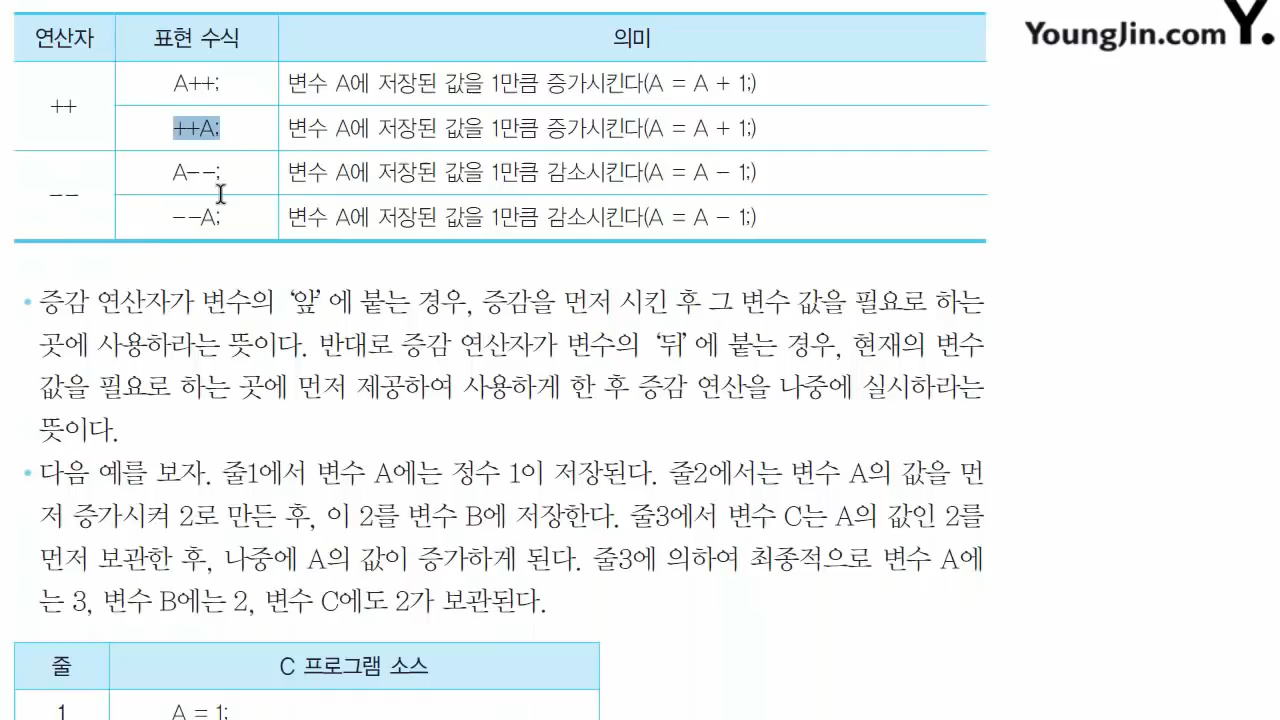 YoungJin.com Y.
연산자 표현 수식 의미
++ A++; 변수 A에 저장된 값을 1만큼 증가시킨다(A = A + 1;)
++A; 변수 A에 저장된 값을 1만큼 증가시킨다(A = A + 1;)
-- A--; 변수 A에 저장된 값을 1만큼 감소시킨다(A = A - 1;)
--A; 변수 A에 저장된 값을 1만큼 감소시킨다(A = A - 1;)
• 증감 연산자가 변수의 ‘앞’에 붙는 경우, 증감을 먼저 시킨 후 그 변수 값을 필요로 하는
곳에 사용하라는 뜻이다. 반대로 증감 연산자가 변수의 ‘뒤’에 붙는 경우, 현재의 변수
값을 필요로 하는 곳에 먼저 제공하여 사용하게 한 후 증감 연산을 나중에 실시하라는
뜻이다.
• 다음 예를 보자. 줄1에서 변수 A에는 정수 1이 저장된다. 줄2에서는 변수 A의 값을 먼
저 증가시켜 2로 만든 후, 이 2를 변수 B에 저장한다. 줄3에서 변수 C는 A의 값인 2를
먼저 보관한 후, 나중에 A의 값이 증가하게 된다. 줄3에 의하여 최종적으로 변수 A에
는 3, 변수 B에는 2, 변수 C에도 2가 보관된다.
줄 C 프로그램 소스
1 A = 1;